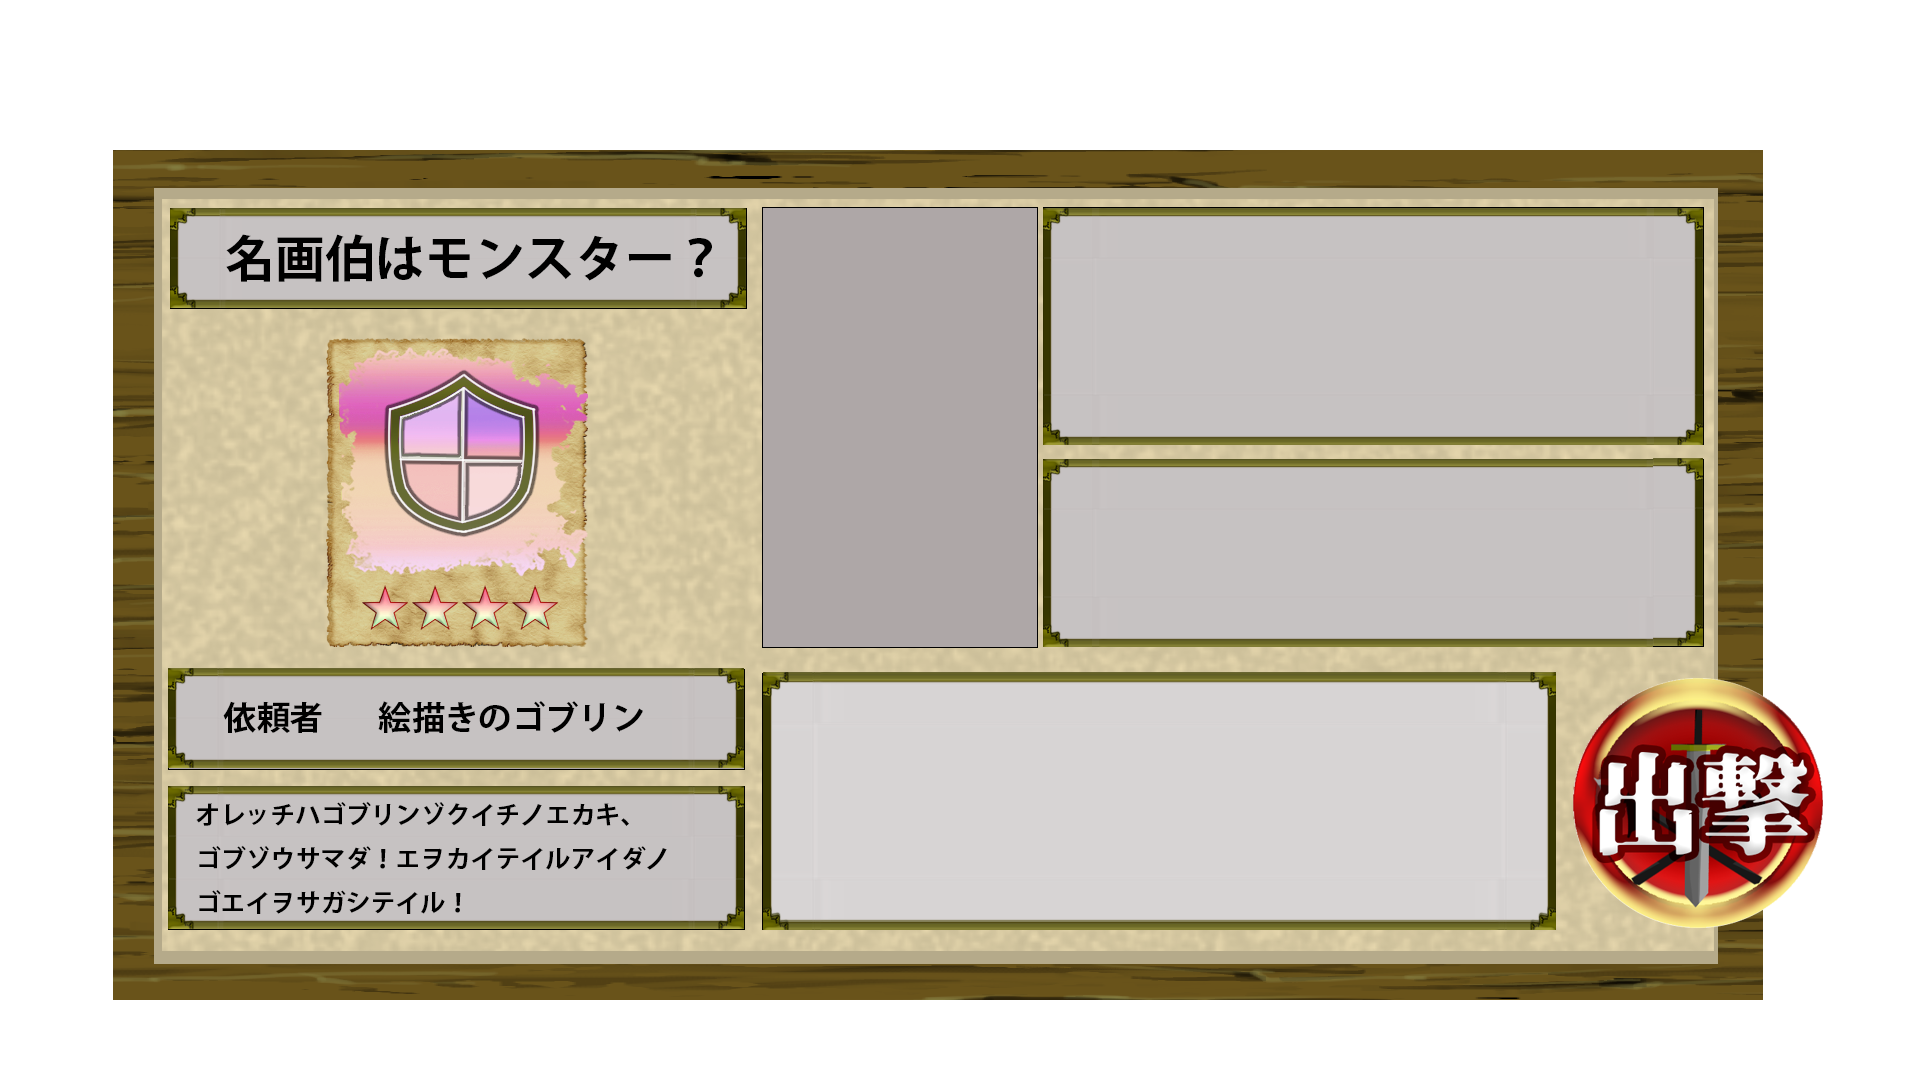 名画伯はモンスター？
依頼者　絵描きのゴブリン
オレッチハゴブリンゾクイチノエカキ、
ゴブゾウサマダ！エヲカイテイルアイダノ
ゴエイヲサガシテイル！
出撃